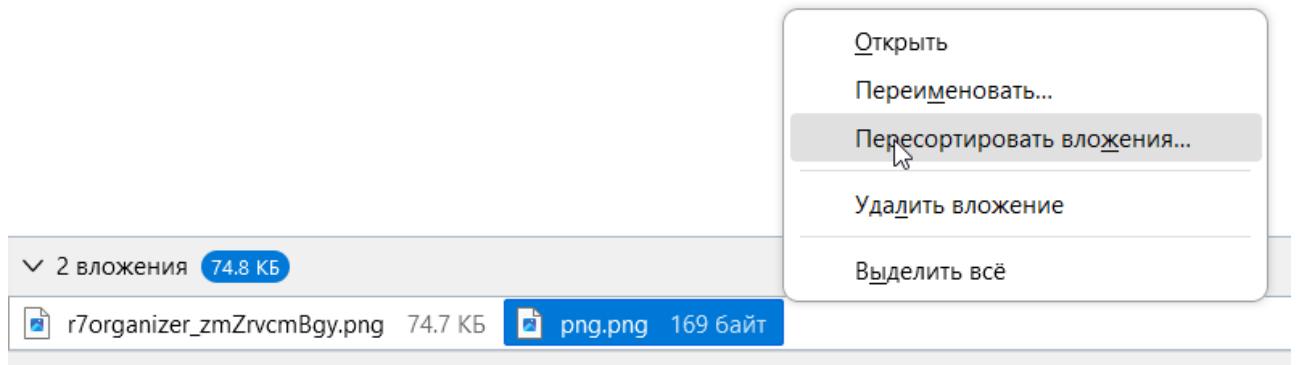 Открыть
Переименовать...
Пересортировать вложения...
Удалить вложение
Выделить всё
2 вложения 74.8 КБ
r7organizer_zmZrvcmBgy.png 74.7 КБ png.png 169 байт